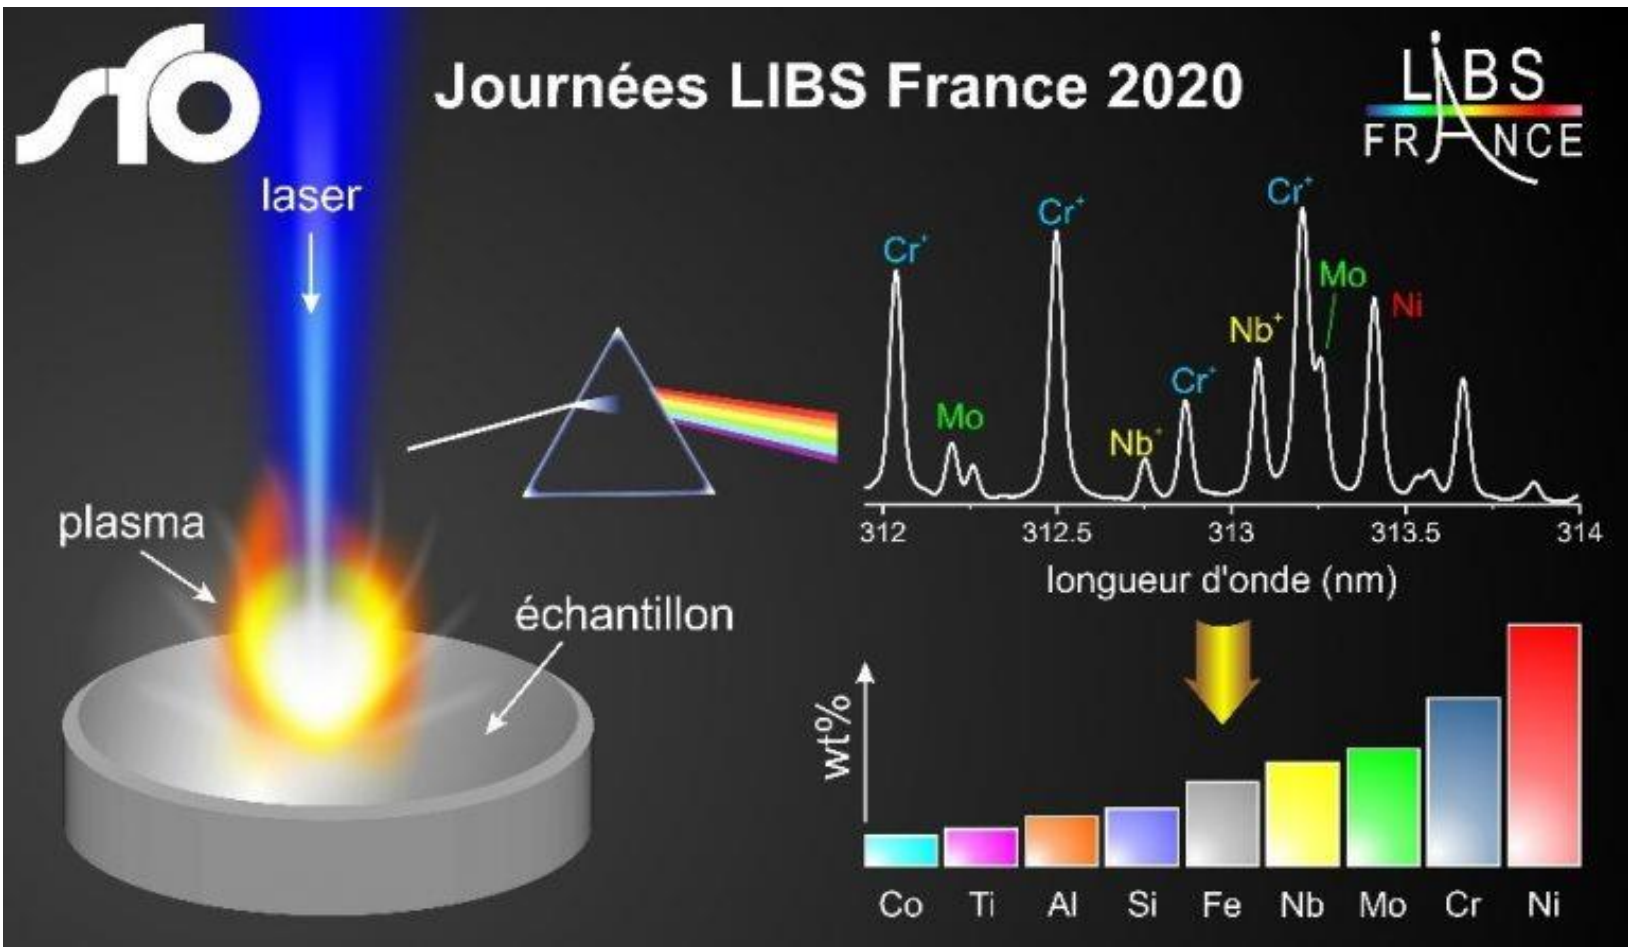 sfo
Journées LIBS France 2020
LIBS
FRANCE
laser
plasma
échantillon
Cr⁺
Mo
Cr⁺
Nb⁺
Cr⁺
Nb⁺
Cr⁺
Mo
Ni
312 312.5 313 313.5 314
longueur d'onde (nm)
wt%
Co Ti Al Si Fe Nb Mo Cr Ni